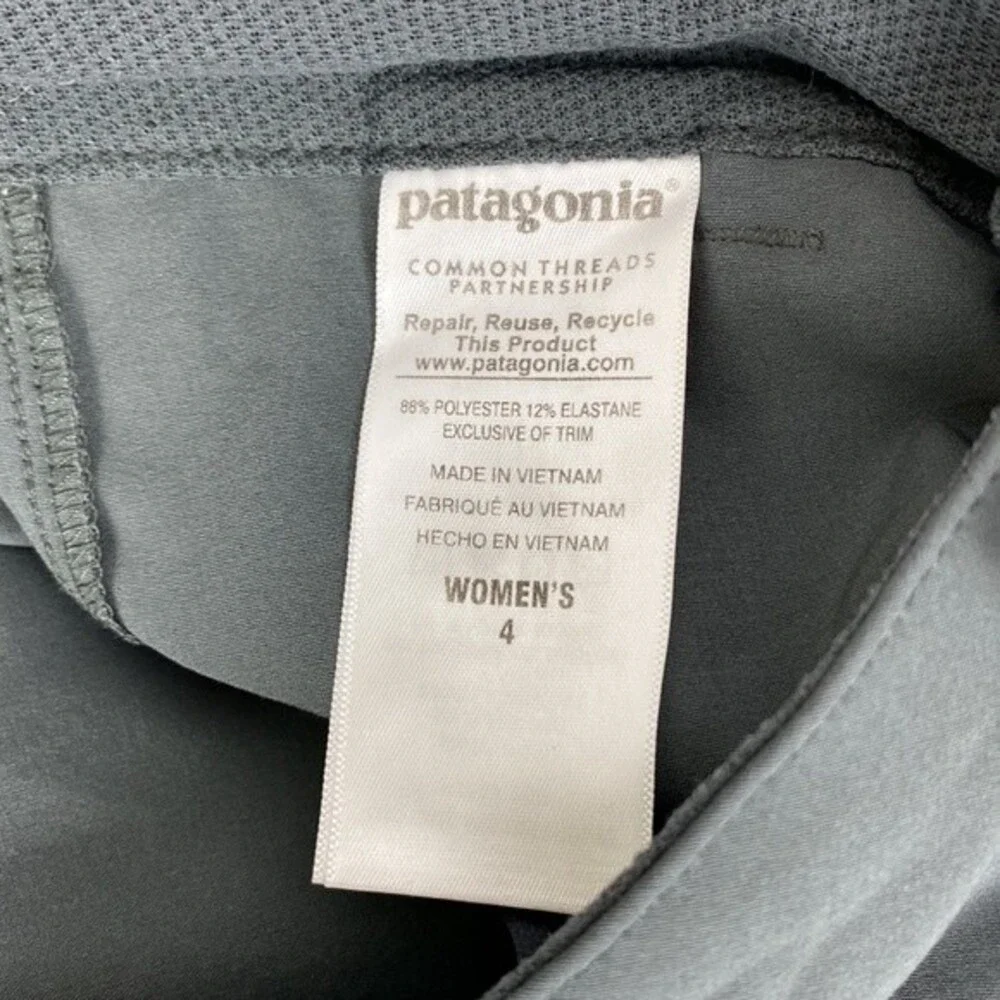 patagonia®
COMMON THREADS
PARTNERSHIP
Repair, Reuse, Recycle
This Product
www.patagonia.com
88% POLYESTER 12% ELASTANE
EXCLUSIVE OF TRIM
MADE IN VIETNAM
FABRIQUÉ AU VIETNAM
HECHO EN VIETNAM
WOMEN'S
4